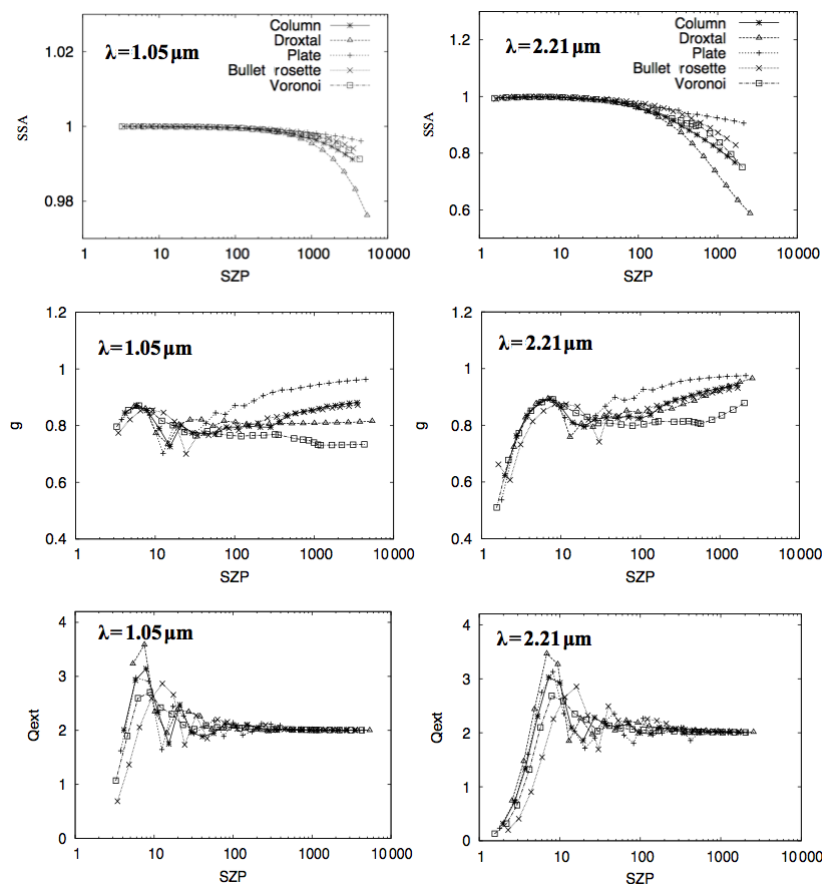 1.02
1
0.98
SSA
λ=1.05μm
Column
Droxtal
Plate
Bullet rosette
Voronoi
1 10 100 1000 10000
SZP
1.2
1
0.8
0.6
SSA
λ=2.21μm
Column
Droxtal
Plate
Bullet rosette
Voronoi
1 10 100 1000 10000
SZP
1.2
1
0.8
0.6
0.4
g
λ=1.05μm
1 10 100 1000 10000
SZP
1.2
1
0.8
0.6
0.4
g
λ=2.21μm
1 10 100 1000 10000
SZP
4
3
2
1
0
Qext
λ=1.05μm
1 10 100 1000 10000
SZP
4
3
2
1
0
Qext
λ=2.21μm
1 10 100 1000 10000
SZP